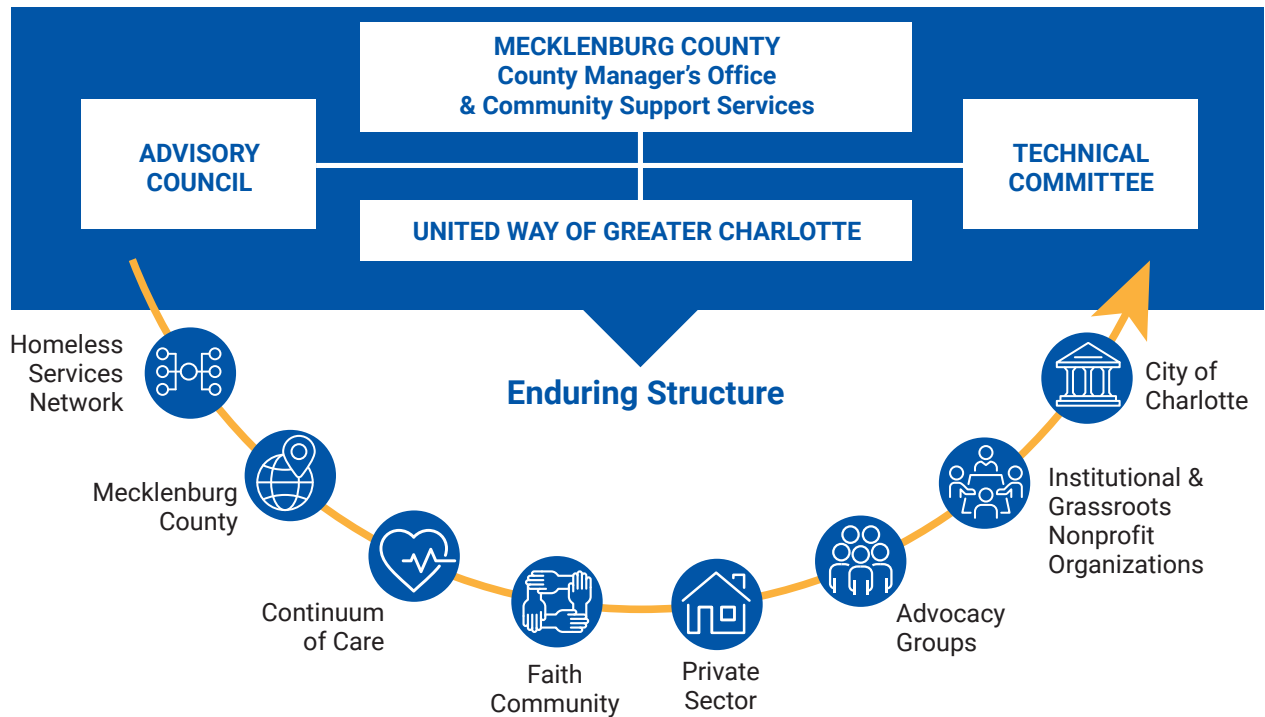 MECKLENBURG COUNTY
County Manager’s Office
& Community Support Services
ADVISORY
COUNCIL
TECHNICAL
COMMITTEE
UNITED WAY OF GREATER CHARLOTTE
Enduring Structure
Homeless
Services
Network
Mecklenburg
County
Continuum
of Care
Faith
Community
Private
Sector
Advocacy
Groups
Institutional &
Grassroots
Nonprofit
Organizations
City of
Charlotte